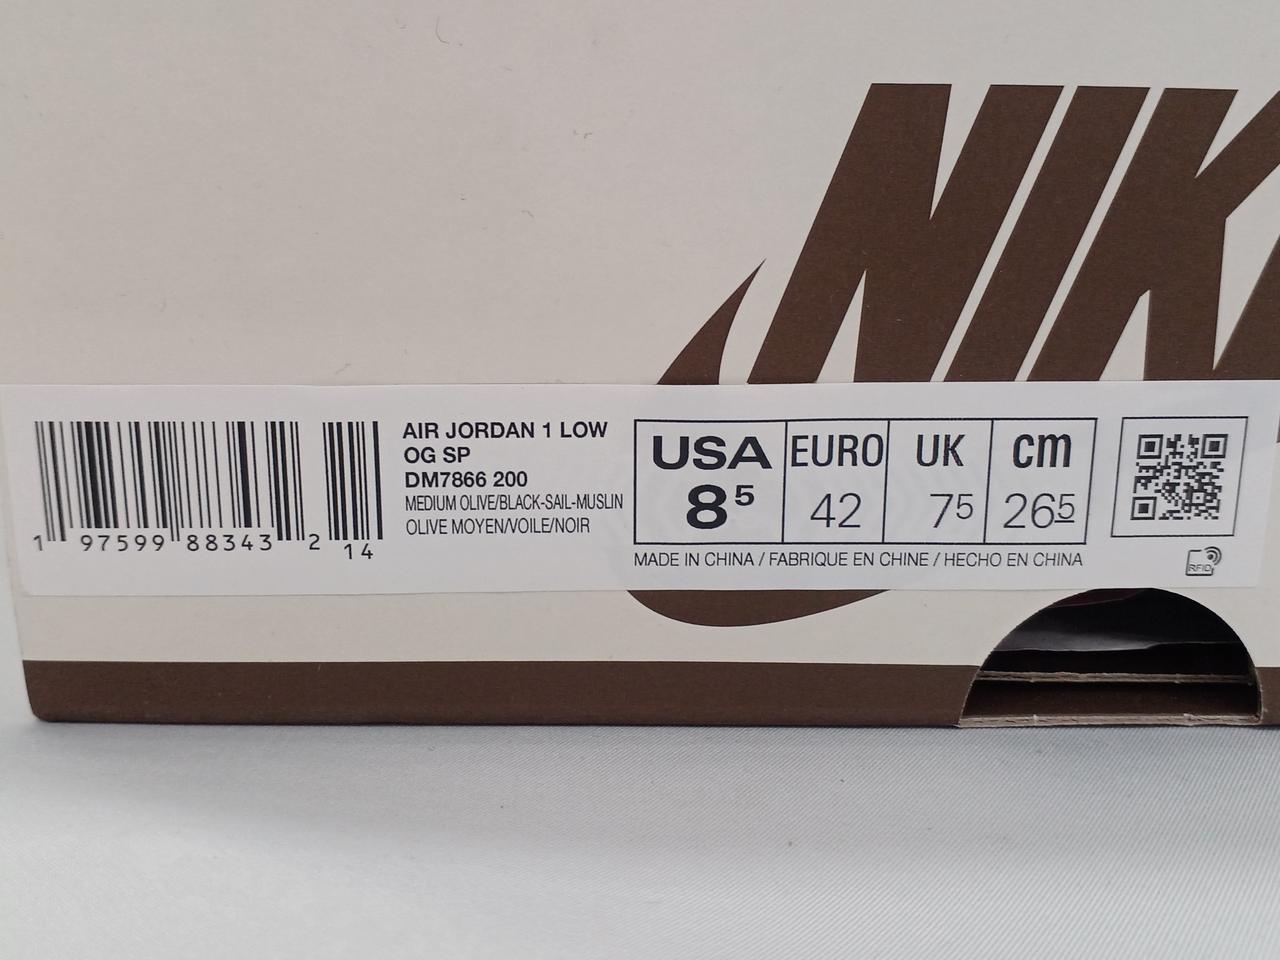 NIK
AIR JORDAN 1 LOW
OG SP
DM7866 200
MEDIUM OLIVE/BLACK-SAIL-MUSLIN
OLIVE MOYEN/VOILE/NOIR
1 97599 88343 2 14
USA EURO UK cm
8⁵ 42 7⁵ 26⁵
MADE IN CHINA / FABRIQUE EN CHINE / HECHO EN CHINA
RFID